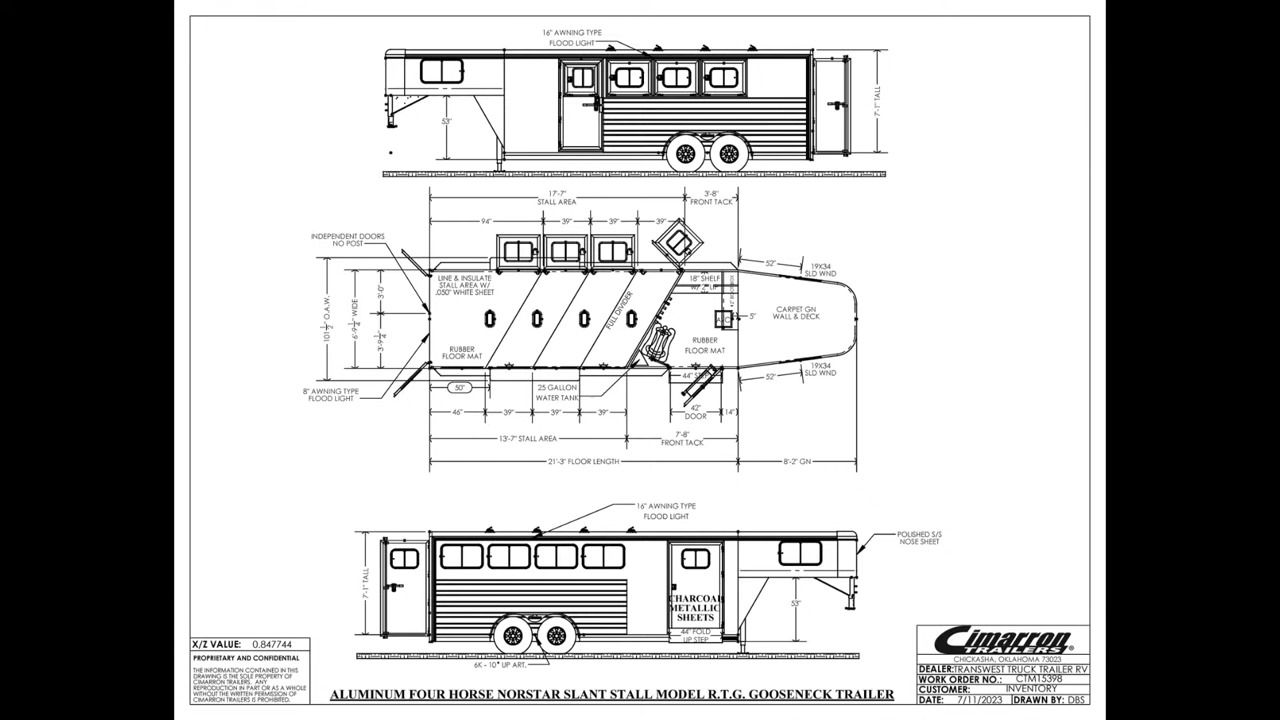 16" AWNING TYPE
FLOOD LIGHT
53"
7'-1" TALL
17'-7"
STALL AREA
3'-8"
FRONT TACK
94"
39"
39"
39"
INDEPENDENT DOORS
NO POST
LINE & INSULATE
STALL AREA W/
.050" WHITE SHEET
18" SHELF
52"
19X34
SLD WND
101 1/2" O.A.W.
6'-9 1/4" WIDE
3'-0"
3'-9 1/4"
FULL DIVIDER
CARPET GN
WALL & DECK
5"
RUBBER
FLOOR MAT
RUBBER
FLOOR MAT
8" AWNING TYPE
FLOOD LIGHT
50"
25 GALLON
WATER TANK
52"
19X34
SLD WND
46"
39"
39"
39"
42"
DOOR
14"
13'-7" STALL AREA
7'-8"
FRONT TACK
21'-3" FLOOR LENGTH
8'-2" GN
16" AWNING TYPE
FLOOD LIGHT
POLISHED S/S
NOSE SHEET
7'-1" TALL
CHARCOAL
METALLIC
SHEETS
44" FOLD
UP STEP
53"
6K - 10° UP ART.
X/Z VALUE: 0.847744
PROPRIETARY AND CONFIDENTIAL
THE INFORMATION CONTAINED IN THIS
DRAWING IS THE SOLE PROPERTY OF
CIMARRON TRAILERS. ANY
REPRODUCTION IN PART OR AS A WHOLE
WITHOUT THE WRITTEN PERMISSION OF
CIMARRON TRAILERS IS PROHIBITED.
ALUMINUM FOUR HORSE NORSTAR SLANT STALL B.P. S.R.T.G. GOOSENECK TRAILER
Cimarron
TRAILERS®
CHICKASHA, OKLAHOMA 73023
DEALER: TRANSWEST TRUCK TRAILER RV
WORK ORDER NO.: CTM15398
CUSTOMER: INVENTORY
DATE: 7/11/2023 DRAWN BY: DBS